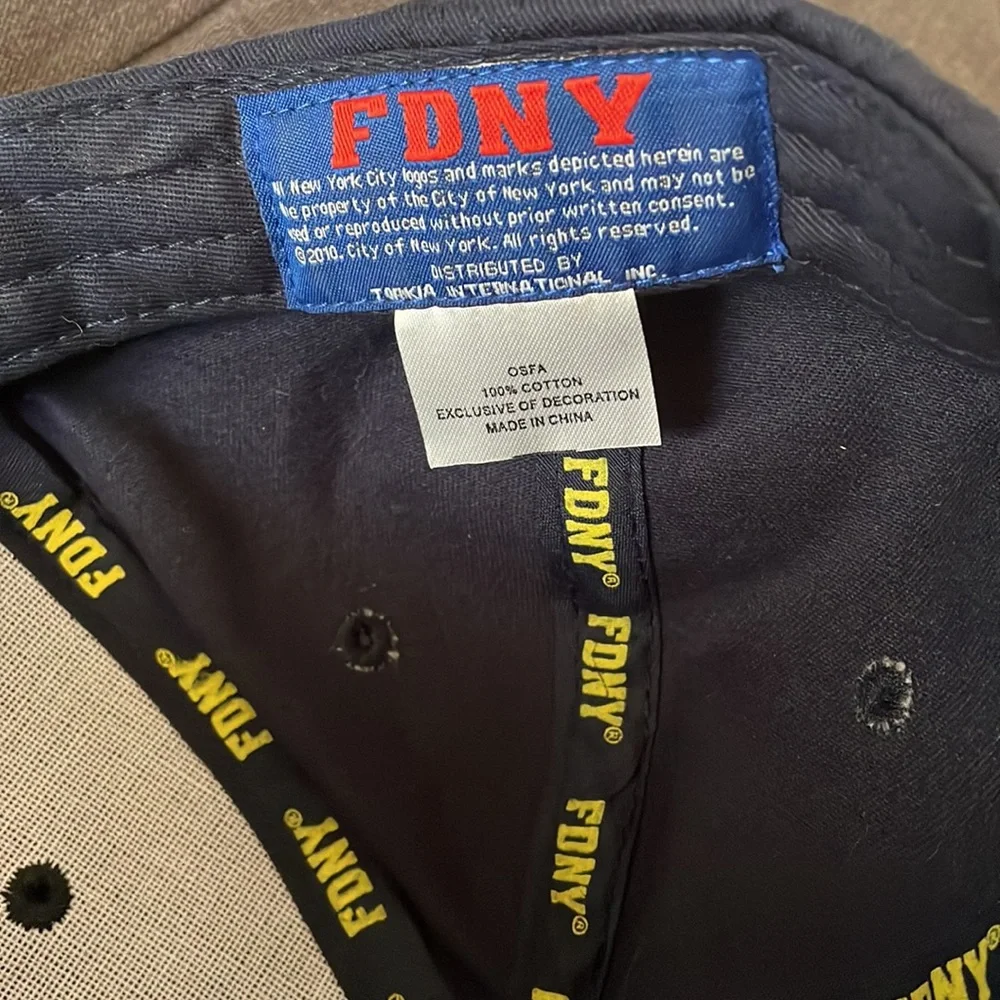 FDNY
New York City logos and marks depicted herein are
property of the City of New York and may not be
or reproduced without prior written consent.
©2010. City of New York. All rights reserved.
DISTRIBUTED BY
TORKIA INTERNATIONAL INC.
OSFA
100% COTTON
EXCLUSIVE OF DECORATION
MADE IN CHINA
FDNY®
FDNY®
FDNY®
FDNY®
FDNY®
FDNY®